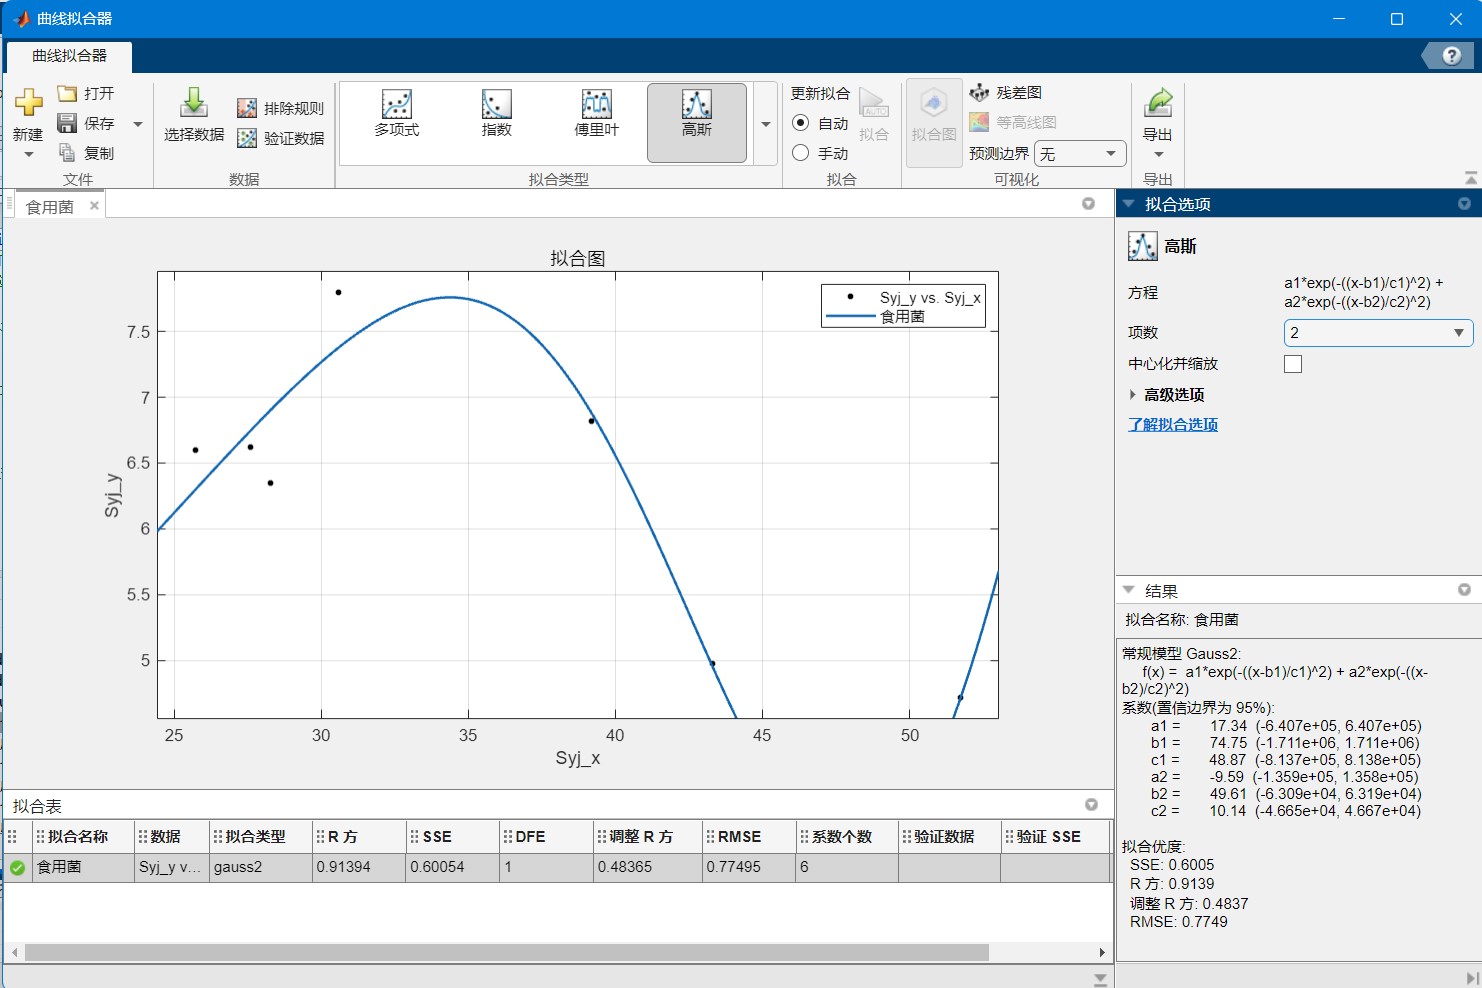 曲线拟合器
曲线拟合器
新建
打开
保存
复制
文件
选择数据
排除规则
验证数据
数据
多项式
指数
傅里叶
高斯
拟合类型
更新拟合
自动
手动
拟合
拟合
拟合图
残差图
等高线图
预测边界 无
可视化
导出
导出
食用菌
拟合图
Syj_y vs. Syj_x
食用菌
7.5
7
6.5
6
5.5
5
Syj_y
25 30 35 40 45 50
Syj_x
拟合表
拟合名称 数据 拟合类型 R 方 SSE DFE 调整 R 方 RMSE 系数个数 验证数据 验证 SSE
食用菌 Syj_y v... gauss2 0.91394 0.60054 1 0.48365 0.77495 6
拟合选项
高斯
方程 a1*exp(-((x-b1)/c1)^2) +
a2*exp(-((x-b2)/c2)^2)
项数 2
中心化并缩放
高级选项
了解拟合选项
结果
拟合名称: 食用菌
常规模型 Gauss2:
f(x) = a1*exp(-((x-b1)/c1)^2) + a2*exp(-((x-
b2)/c2)^2)
系数(置信边界为 95%):
a1 = 17.34 (-6.407e+05, 6.407e+05)
b1 = 74.75 (-1.711e+06, 1.711e+06)
c1 = 48.87 (-8.137e+05, 8.138e+05)
a2 = -9.59 (-1.359e+05, 1.358e+05)
b2 = 49.61 (-6.309e+04, 6.319e+04)
c2 = 10.14 (-4.665e+04, 4.667e+04)
拟合优度:
SSE: 0.6005
R 方: 0.9139
调整 R 方: 0.4837
RMSE: 0.7749